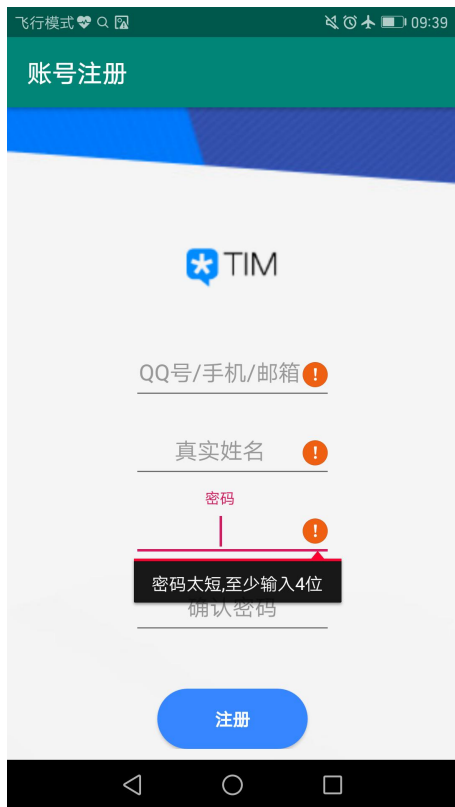 飞行模式 09:39
账号注册
TIM
QQ号/手机/邮箱
真实姓名
密码
密码太短,至少输入4位
确认密码
注册